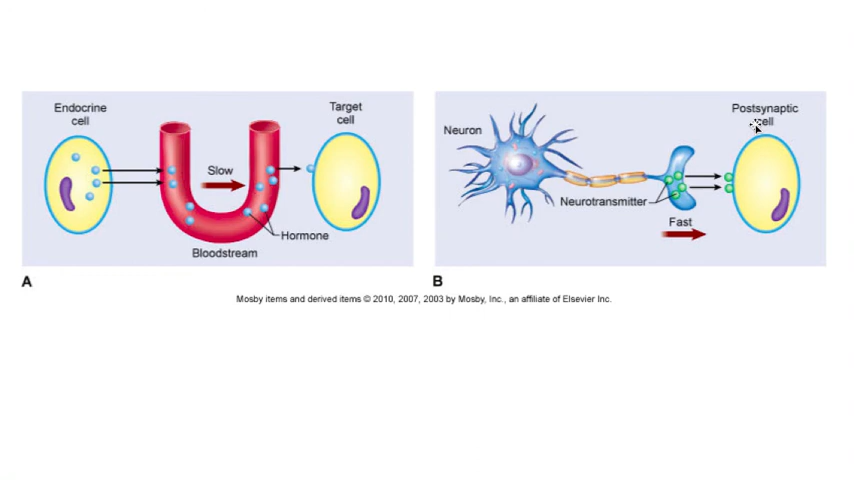 Endocrine
cell
Target
cell
Slow
Hormone
Bloodstream
A
Neuron
Postsynaptic
cell
Neurotransmitter
Fast
B
Mosby items and derived items © 2010, 2007, 2003 by Mosby, Inc., an affiliate of Elsevier Inc.